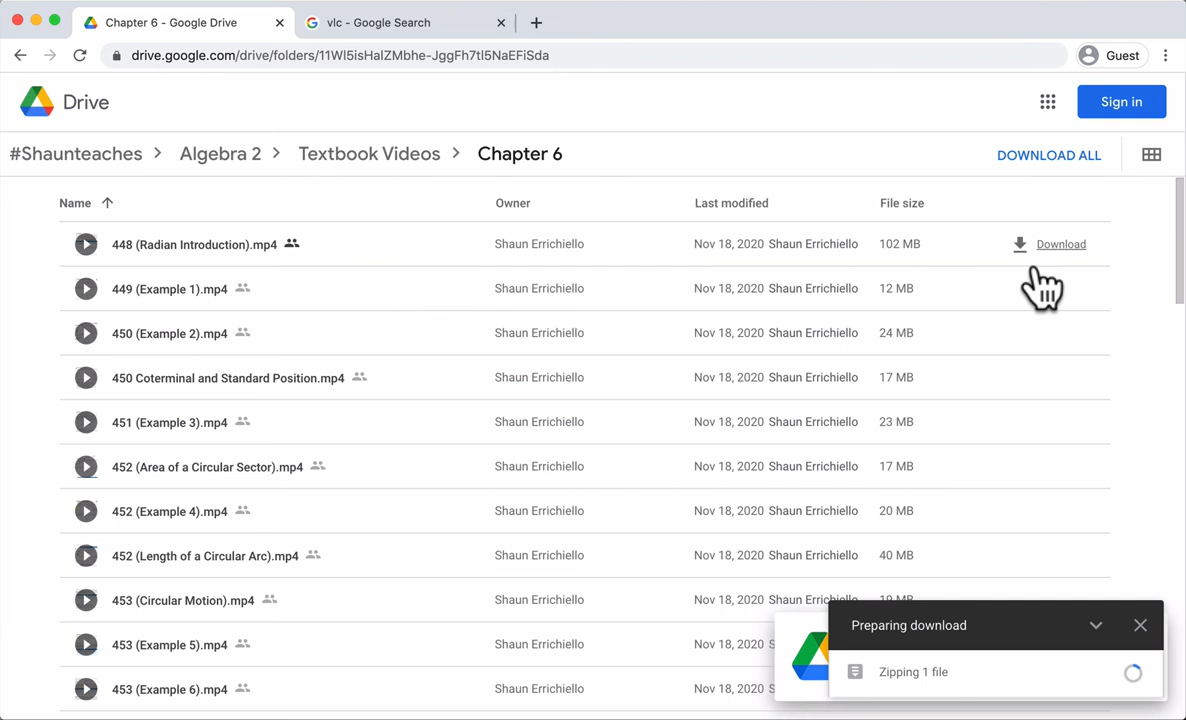 Chapter 6 - Google Drive
vlc - Google Search
drive.google.com/drive/folders/11Wl5isHalZMbhe-JggFh7tI5NaEFiSda
Guest
Drive
Sign in
#Shaunteaches > Algebra 2 > Textbook Videos > Chapter 6
DOWNLOAD ALL
Name Owner Last modified File size
448 (Radian Introduction).mp4 Shaun Errichiello Nov 18, 2020 Shaun Errichiello 102 MB Download
449 (Example 1).mp4 Shaun Errichiello Nov 18, 2020 Shaun Errichiello 12 MB
450 (Example 2).mp4 Shaun Errichiello Nov 18, 2020 Shaun Errichiello 24 MB
450 Coterminal and Standard Position.mp4 Shaun Errichiello Nov 18, 2020 Shaun Errichiello 17 MB
451 (Example 3).mp4 Shaun Errichiello Nov 18, 2020 Shaun Errichiello 23 MB
452 (Area of a Circular Sector).mp4 Shaun Errichiello Nov 18, 2020 Shaun Errichiello 17 MB
452 (Example 4).mp4 Shaun Errichiello Nov 18, 2020 Shaun Errichiello 20 MB
452 (Length of a Circular Arc).mp4 Shaun Errichiello Nov 18, 2020 Shaun Errichiello 40 MB
453 (Circular Motion).mp4 Shaun Errichiello Nov 18, 2020 Shaun Errichiello 19 MB
453 (Example 5).mp4 Shaun Errichiello Nov 18, 2020 S
453 (Example 6).mp4 Shaun Errichiello Nov 18, 2020 S
Preparing download
Zipping 1 file